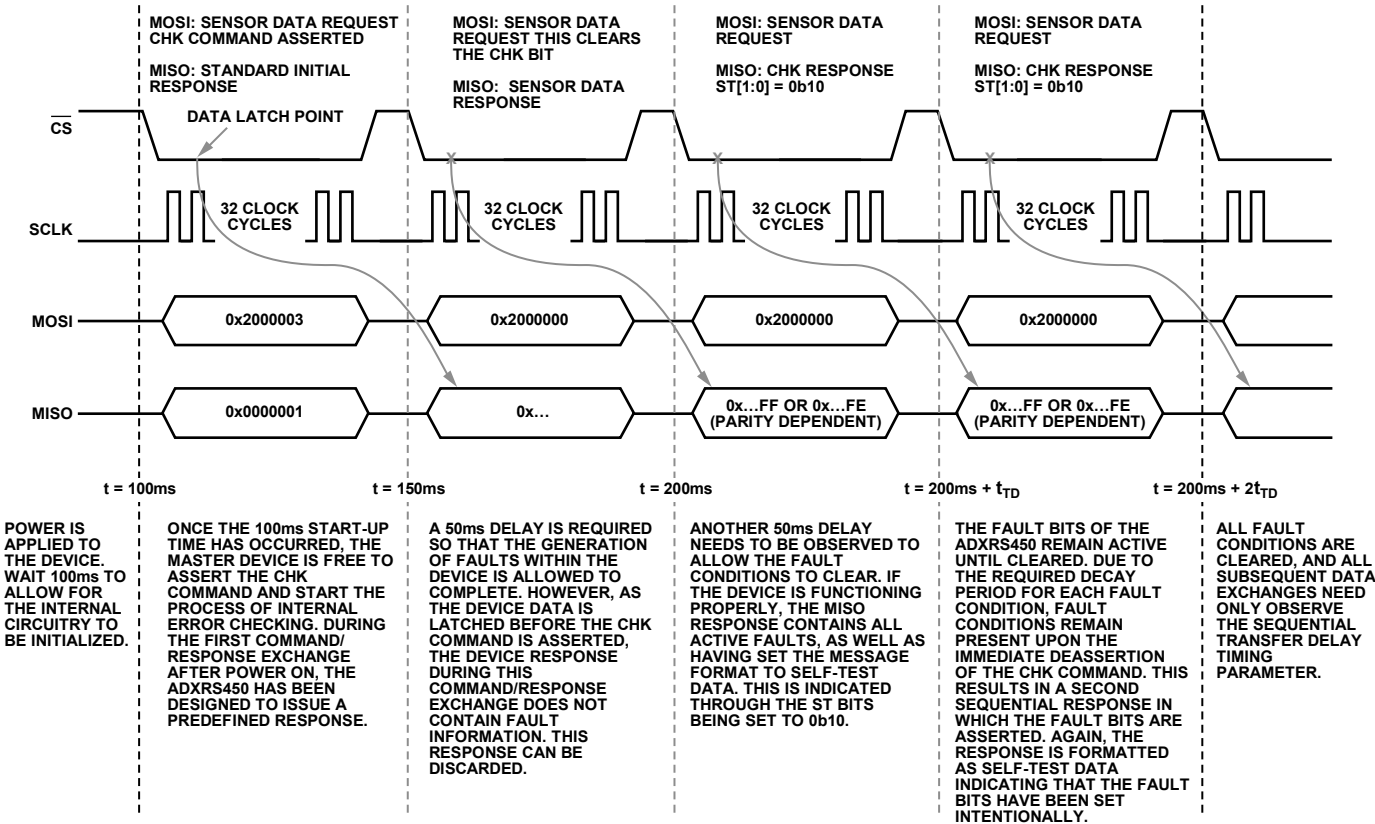 MOSI: SENSOR DATA REQUEST
CHK COMMAND ASSERTED
MISO: STANDARD INITIAL
RESPONSE
MOSI: SENSOR DATA
REQUEST THIS CLEARS
THE CHK BIT
MISO: SENSOR DATA
RESPONSE
MOSI: SENSOR DATA
REQUEST
MISO: CHK RESPONSE
ST[1:0] = 0b10
MOSI: SENSOR DATA
REQUEST
MISO: CHK RESPONSE
ST[1:0] = 0b10
CS
DATA LATCH POINT
X
X
X
SCLK
32 CLOCK
CYCLES
32 CLOCK
CYCLES
32 CLOCK
CYCLES
32 CLOCK
CYCLES
MOSI
0x2000003
0x2000000
0x2000000
0x2000000
MISO
0x0000001
0x…
0x…FF OR 0x…FE
(PARITY DEPENDENT)
0x…FF OR 0x…FE
(PARITY DEPENDENT)
t = 100ms
t = 150ms
t = 200ms
t = 200ms + tTD
t = 200ms + 2tTD
POWER IS
APPLIED TO
THE DEVICE.
WAIT 100ms TO
ALLOW FOR
THE INTERNAL
CIRCUITRY TO
BE INITIALIZED.
ONCE THE 100ms START-UP
TIME HAS OCCURRED, THE
MASTER DEVICE IS FREE TO
ASSERT THE CHK
COMMAND AND START THE
PROCESS OF INTERNAL
ERROR CHECKING. DURING
THE FIRST COMMAND/
RESPONSE EXCHANGE
AFTER POWER ON, THE
ADXRS450 HAS BEEN
DESIGNED TO ISSUE A
PREDEFINED RESPONSE.
A 50ms DELAY IS REQUIRED
SO THAT THE GENERATION
OF FAULTS WITHIN THE
DEVICE IS ALLOWED TO
COMPLETE. HOWEVER, AS
THE DEVICE DATA IS
LATCHED BEFORE THE CHK
COMMAND IS ASSERTED,
THE DEVICE RESPONSE
DURING THIS
COMMAND/RESPONSE
EXCHANGE DOES NOT
CONTAIN FAULT
INFORMATION. THIS
RESPONSE CAN BE
DISCARDED.
ANOTHER 50ms DELAY
NEEDS TO BE OBSERVED TO
ALLOW THE FAULT
CONDITIONS TO CLEAR. IF
THE DEVICE IS FUNCTIONING
PROPERLY, THE MISO
RESPONSE CONTAINS ALL
ACTIVE FAULTS, AS WELL AS
HAVING SET THE MESSAGE
FORMAT TO SELF-TEST
DATA. THIS IS INDICATED
THROUGH THE ST BITS
BEING SET TO 0b10.
THE FAULT BITS OF THE
ADXRS450 REMAIN ACTIVE
UNTIL CLEARED. DUE TO
THE REQUIRED DECAY
PERIOD FOR EACH FAULT
CONDITION, FAULT
CONDITIONS REMAIN
PRESENT UPON THE
IMMEDIATE DEASSERTION
OF THE CHK COMMAND. THIS
RESULTS IN A SECOND
SEQUENTIAL RESPONSE IN
WHICH THE FAULT BITS ARE
ASSERTED. AGAIN, THE
RESPONSE IS FORMATTED
AS SELF-TEST DATA
INDICATING THAT THE FAULT
BITS HAVE BEEN SET
INTENTIONALLY.
ALL FAULT
CONDITIONS ARE
CLEARED, AND ALL
SUBSEQUENT DATA
EXCHANGES NEED
ONLY OBSERVE
THE SEQUENTIAL
TRANSFER DELAY
TIMING
PARAMETER.